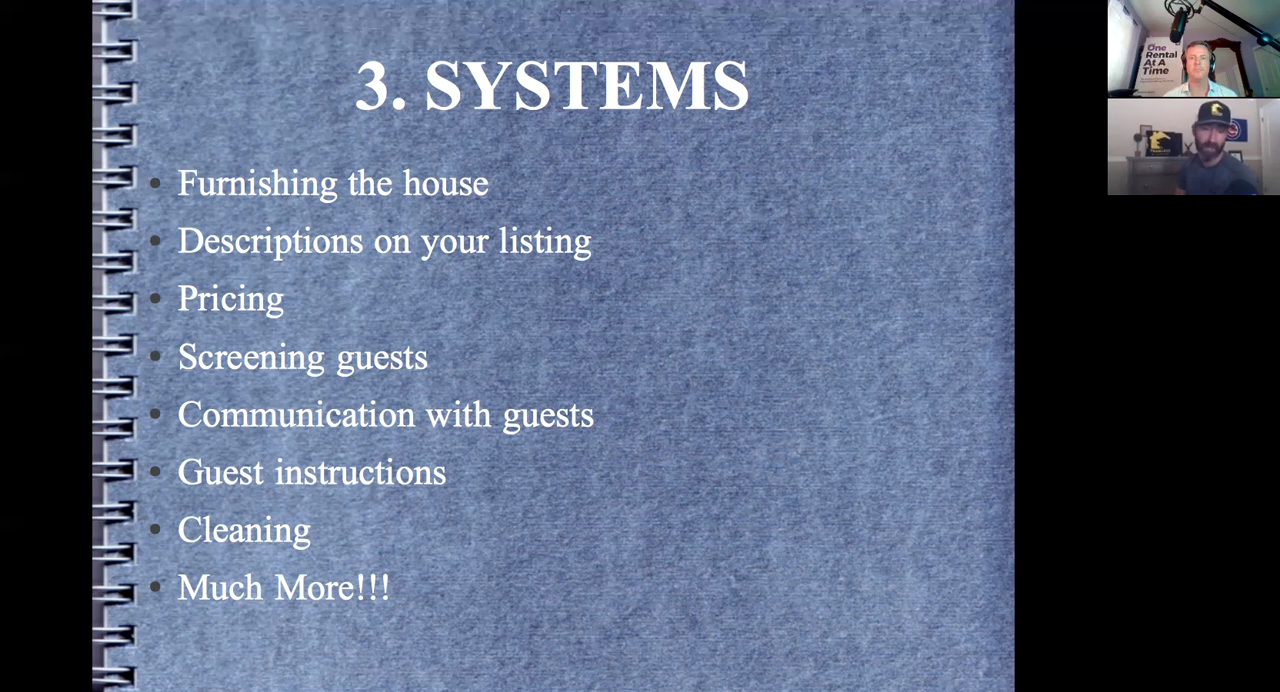 3. SYSTEMS
Furnishing the house
Descriptions on your listing
Pricing
Screening guests
Communication with guests
Guest instructions
Cleaning
Much More!!!
One
Rental
At A
Time